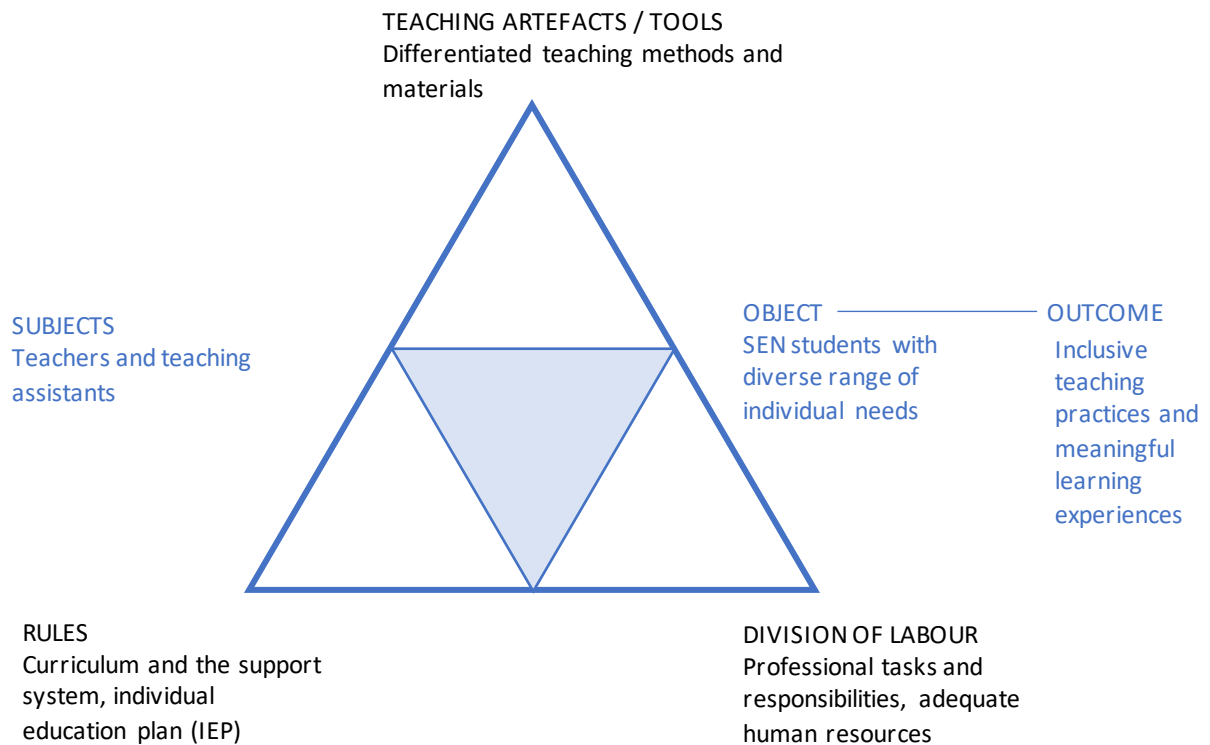 TEACHING ARTEFACTS / TOOLS
Differentiated teaching methods and
materials
SUBJECTS
Teachers and teaching
assistants
OBJECT
SEN students with
diverse range of
individual needs
OUTCOME
Inclusive
teaching
practices and
meaningful
learning
experiences
RULES
Curriculum and the support
system, individual
education plan (IEP)
DIVISION OF LABOUR
Professional tasks and
responsibilities, adequate
human resources